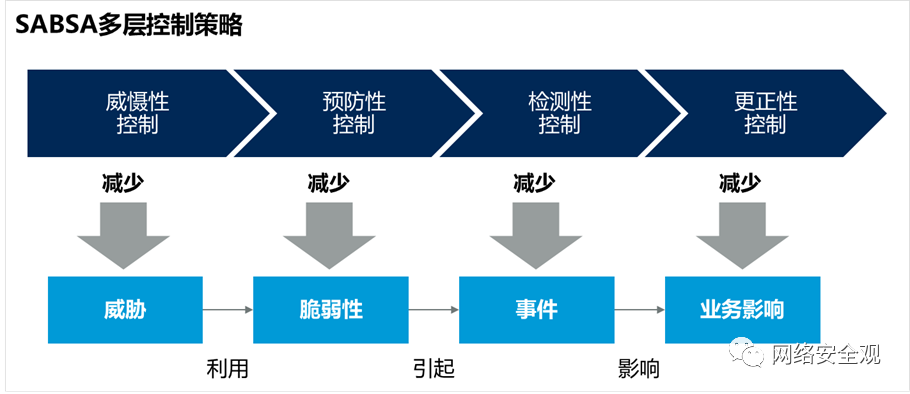 SABSA多层控制策略
威慑性
控制
预防性
控制
检测性
控制
更正性
控制
减少
减少
减少
减少
威胁
脆弱性
事件
业务影响
利用
引起
影响
网络安全观